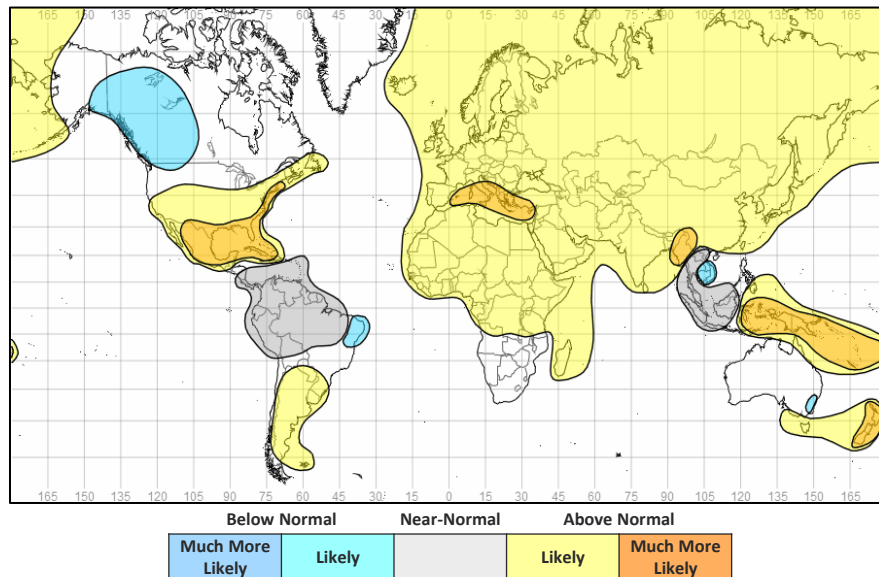 165 135 105 90 75 60 45 30 15 0 15 30 45 60 75 90 105 120 135 150 165
165 150 135 120 105 90 75 60 45 30 15 0 15 30 45 60 75 90 105 120 135 150 165
Below Normal Near-Normal Above Normal
Much More Likely Likely Likely Much More
Likely Likely